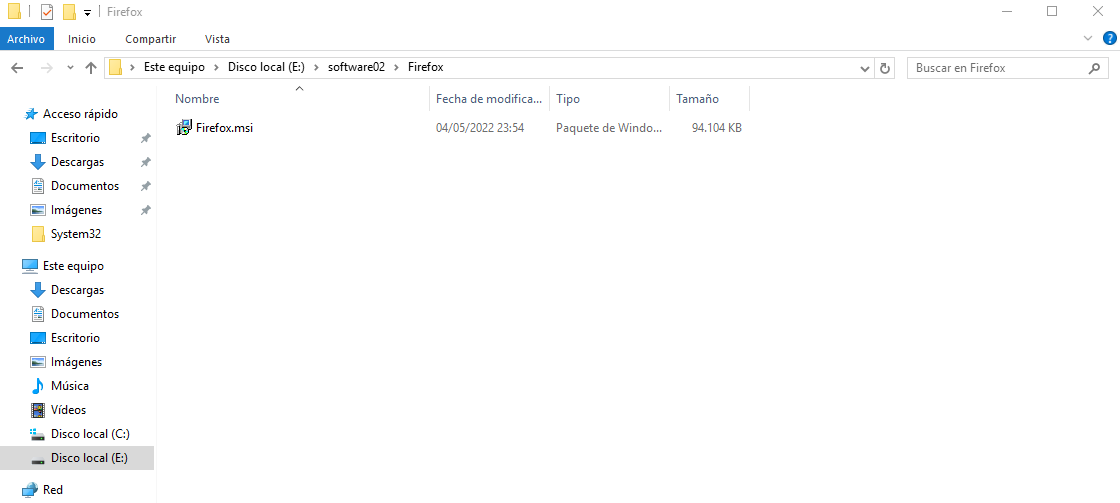 Firefox
Archivo Inicio Compartir Vista
Este equipo Disco local (E:) software02 Firefox
Buscar en Firefox
Nombre Fecha de modifica... Tipo Tamaño
Firefox.msi 04/05/2022 23:54 Paquete de Windo... 94.104 KB
Acceso rápido
Escritorio
Descargas
Documentos
Imágenes
System32
Este equipo
Descargas
Documentos
Escritorio
Imágenes
Música
Vídeos
Disco local (C:)
Disco local (E:)
Red